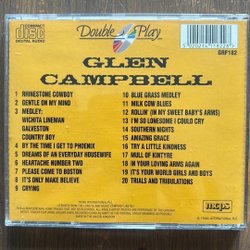 COMPACT
disc
DIGITAL AUDIO
Double Play
GRF182
GLEN
CAMPBELL
1 RHINESTONE COWBOY
2 GENTLE ON MY MIND
3 MEDLEY:
WICHITA LINEMAN
GALVESTON
COUNTRY BOY
4 BY THE TIME I GET TO PHOENIX
5 DREAMS OF AN EVERYDAY HOUSEWIFE
6 HEARTACHE NUMBER TWO
7 PLEASE COME TO BOSTON
8 IT'S ONLY MAKE BELIEVE
9 CRYING
10 BLUE GRASS MEDLEY
11 MILK COW BLUES
12 ROLLIN' (IN MY SWEET BABY'S ARMS)
13 I'M SO LONESOME I COULD CRY
14 SOUTHERN NIGHTS
15 AMAZING GRACE
16 TRY A LITTLE KINDNESS
17 MULL OF KINTYRE
18 IN YOUR LOVING ARMS AGAIN
19 IT'S YOUR WORLD GIRLS AND BOYS
20 TRIALS AND TRIBULATIONS
mcps